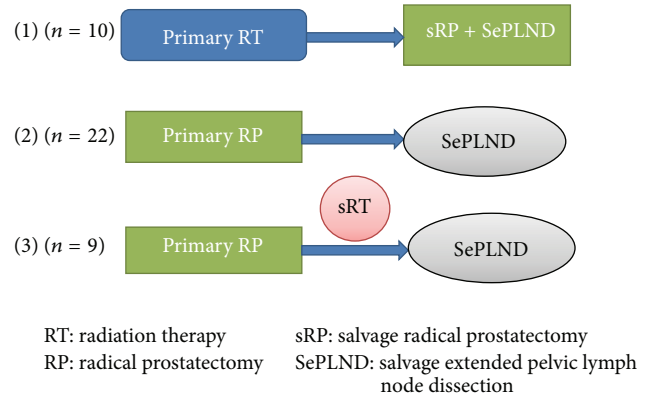 (1) (n = 10)
Primary RT
sRP + SePLND
(2) (n = 22)
Primary RP
SePLND
sRT
(3) (n = 9)
Primary RP
SePLND
RT: radiation therapy
RP: radical prostatectomy
sRP: salvage radical prostatectomy
SePLND: salvage extended pelvic lymph
node dissection